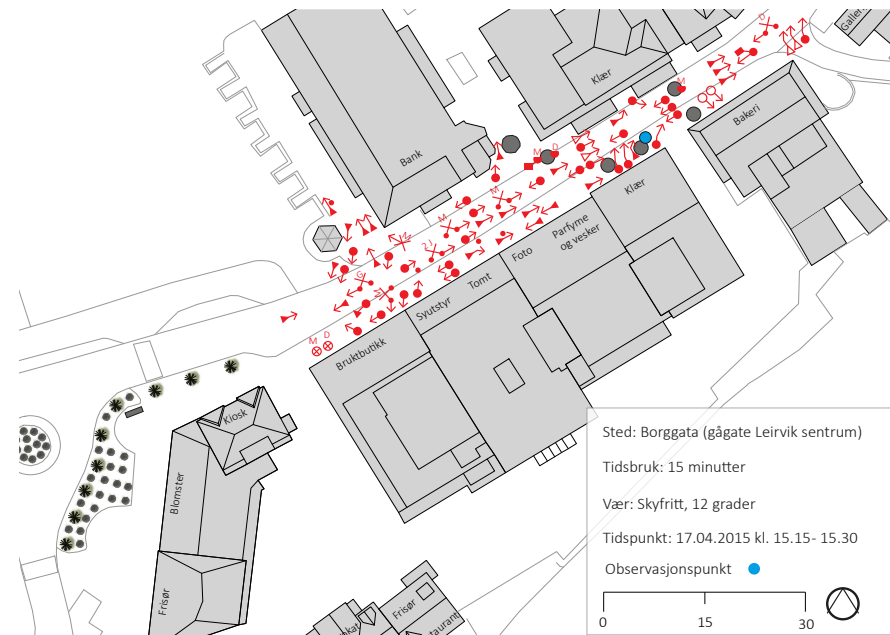 D
Galleri
Klær
M
Bakeri
Bank
M
D
M
Klær
M
Parfyme
og vesker
2 J
Foto
G
Tomt
Syutstyr
M
D
Bruktbutikk
Kiosk
Blomster
Frisør
Frisør
Sted: Borggata (gågate Leirvik sentrum)
Tidsbruk: 15 minutter
Vær: Skyfritt, 12 grader
Tidspunkt: 17.04.2015 kl. 15.15- 15.30
Observasjonspunkt
0 15 30